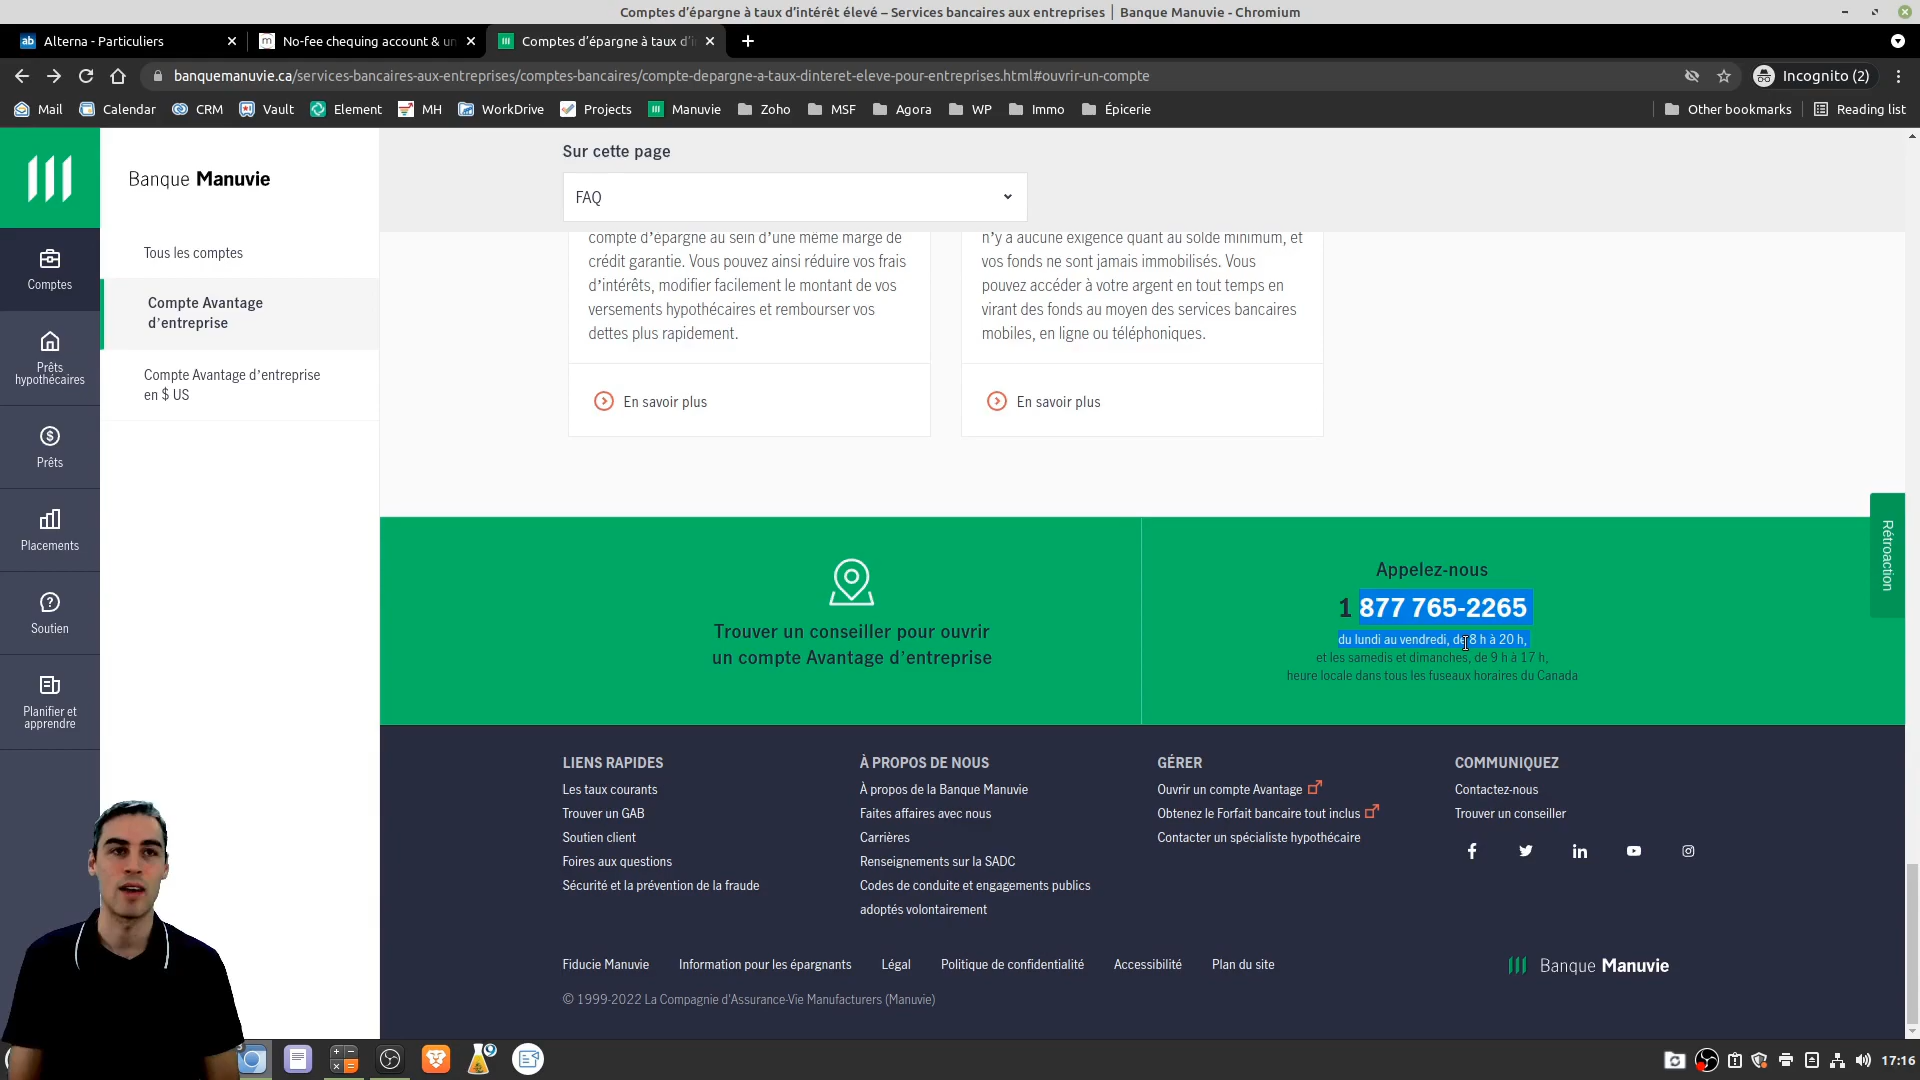 Comptes d'épargne à taux d'intérêt élevé – Services bancaires aux entreprises | Banque Manuvie - Chromium
ab Alterna - Particuliers
m No-fee chequing account & un
Comptes d'épargne à taux d'i
banquemanuvie.ca/services-bancaires-aux-entreprises/comptes-bancaires/compte-depargne-a-taux-dinteret-eleve-pour-entreprises.html#ouvrir-un-compte
Incognito (2)
Mail Calendar CRM Vault Element MH WorkDrive Projects Manuvie Zoho MSF Agora WP Immo Épicerie Other bookmarks Reading list
Banque Manuvie
Comptes
Prêts
hypothécaires
Prêts
Placements
Soutien
Planifier et
apprendre
Tous les comptes
Compte Avantage
d'entreprise
Compte Avantage d'entreprise
en $ US
Sur cette page
FAQ
compte d'épargne au sein d'une même marge de
crédit garantie. Vous pouvez ainsi réduire vos frais
d'intérêts, modifier facilement le montant de vos
versements hypothécaires et rembourser vos
dettes plus rapidement.
En savoir plus
n'y a aucune exigence quant au solde minimum, et
vos fonds ne sont jamais immobilisés. Vous
pouvez accéder à votre argent en tout temps en
virant des fonds au moyen des services bancaires
mobiles, en ligne ou téléphoniques.
En savoir plus
Trouver un conseiller pour ouvrir
un compte Avantage d'entreprise
Appelez-nous
1 877 765-2265
du lundi au vendredi, de 8 h à 20 h,
et les samedis et dimanches, de 9 h à 17 h,
heure locale dans tous les fuseaux horaires du Canada
Rétroaction
LIENS RAPIDES
Les taux courants
Trouver un GAB
Soutien client
Foires aux questions
Sécurité et la prévention de la fraude
À PROPOS DE NOUS
À propos de la Banque Manuvie
Faites affaires avec nous
Carrières
Renseignements sur la SADC
Codes de conduite et engagements publics
adoptés volontairement
GÉRER
Ouvrir un compte Avantage
Obtenez le Forfait bancaire tout inclus
Contacter un spécialiste hypothécaire
COMMUNIQUEZ
Contactez-nous
Trouver un conseiller
Fiducie Manuvie Information pour les épargnants Légal Politique de confidentialité Accessibilité Plan du site
Banque Manuvie
© 1999-2022 La Compagnie d'Assurance-Vie Manufacturers (Manuvie)
17:16